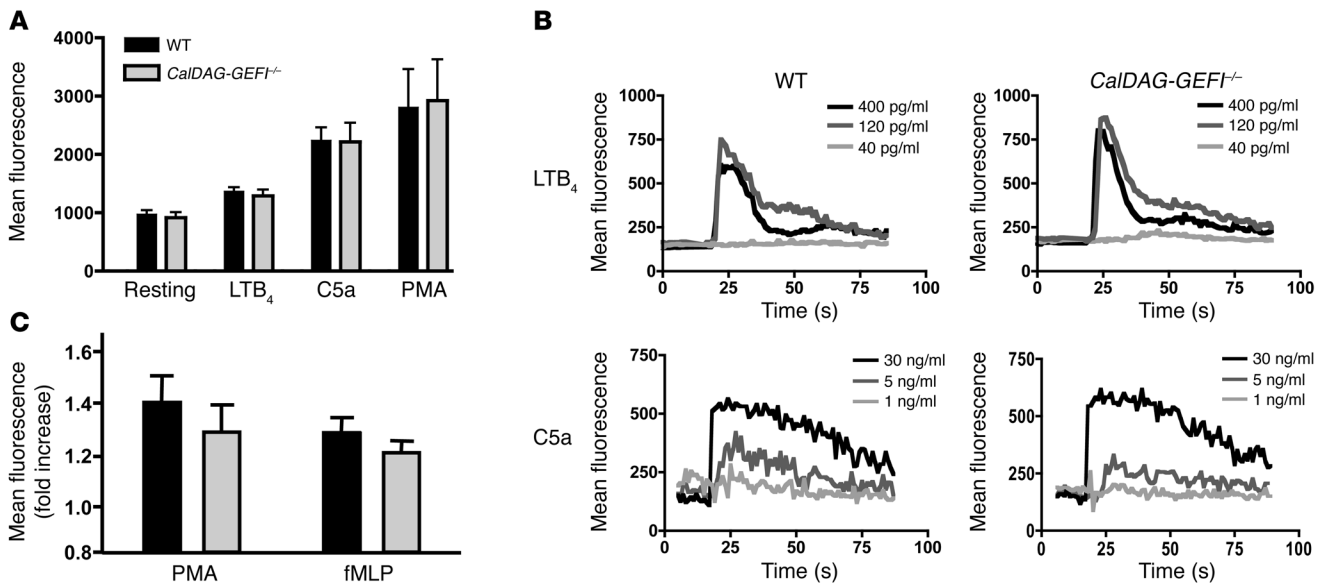 A
Mean fluorescence
4000
3000
2000
1000
0
WT
CalDAG-GEFI–/–
Resting LTB4 C5a PMA
B
WT
CalDAG-GEFI–/–
LTB4
Mean fluorescence
1000
750
500
250
0
400 pg/ml
120 pg/ml
40 pg/ml
0 25 50 75 100
Time (s)
Mean fluorescence
1000
750
500
250
0
400 pg/ml
120 pg/ml
40 pg/ml
0 25 50 75 100
Time (s)
C5a
Mean fluorescence
750
500
250
0
30 ng/ml
5 ng/ml
1 ng/ml
0 25 50 75 100
Time (s)
Mean fluorescence
750
500
250
0
30 ng/ml
5 ng/ml
1 ng/ml
0 25 50 75 100
Time (s)
C
Mean fluorescence
(fold increase)
1.6
1.4
1.2
1.0
0.8
PMA fMLP